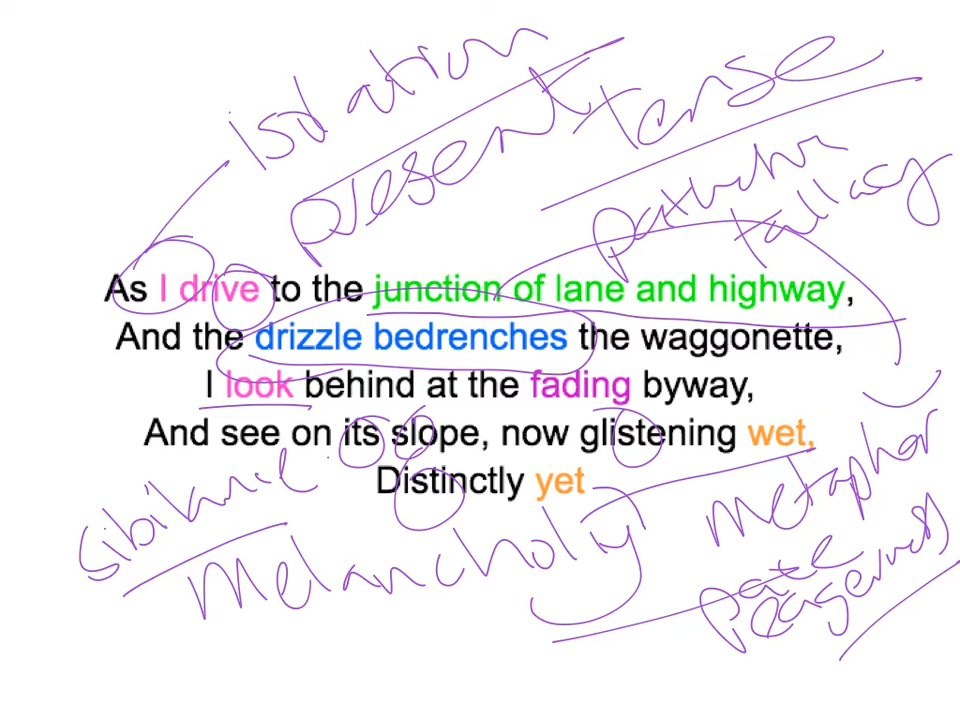 isolation
present tense
pathetic
fallacy
As I drive to the junction of lane and highway,
And the drizzle bedrenches the waggonette,
I look behind at the fading byway,
And see on its slope, now glistening wet,
Distinctly yet
Sibilance
Melancholy
Metaphor
pace
eagerness